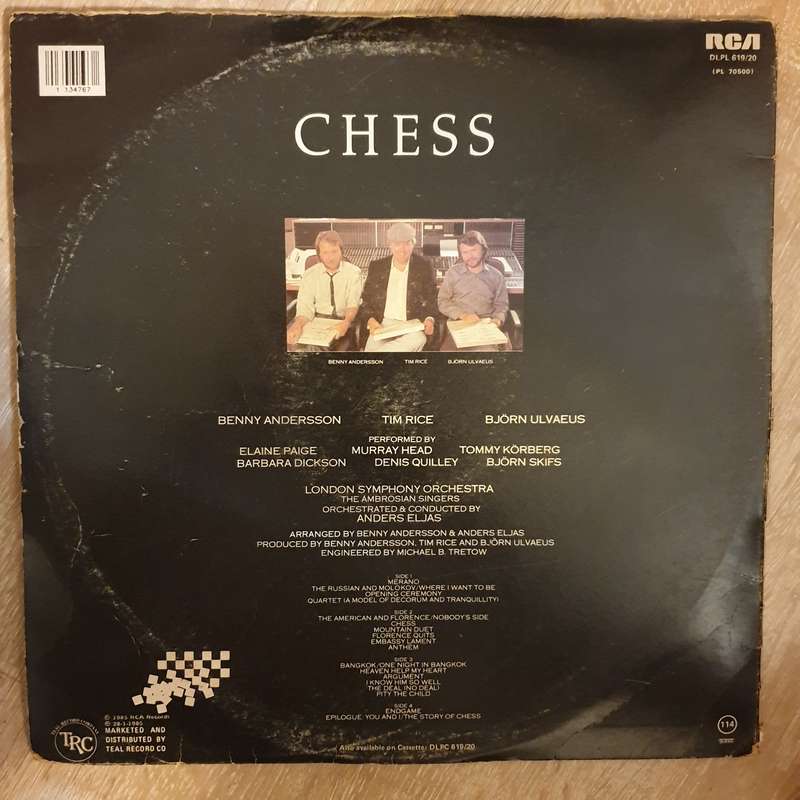 1 134767
RCA
DLPL 619/20
(PL 70500)
CHESS
BENNY ANDERSSON TIM RICE BJÖRN ULVAEUS
BENNY ANDERSSON TIM RICE BJÖRN ULVAEUS
PERFORMED BY
ELAINE PAIGE MURRAY HEAD TOMMY KÖRBERG
BARBARA DICKSON DENIS QUILLEY BJÖRN SKIFS
LONDON SYMPHONY ORCHESTRA
THE AMBROSIAN SINGERS
ORCHESTRATED & CONDUCTED BY
ANDERS ELJAS
ARRANGED BY BENNY ANDERSSON & ANDERS ELJAS
PRODUCED BY BENNY ANDERSSON, TIM RICE AND BJÖRN ULVAEUS
ENGINEERED BY MICHAEL B. TRETOW
SIDE 1
MERANO
THE RUSSIAN AND MOLOKOV/WHERE I WANT TO BE
OPENING CEREMONY
QUARTET (A MODEL OF DECORUM AND TRANQUILLITY)
SIDE 2
THE AMERICAN AND FLORENCE/NOBODY'S SIDE
CHESS
MOUNTAIN DUET
FLORENCE QUITS
EMBASSY LAMENT
ANTHEM
SIDE 3
BANGKOK/ONE NIGHT IN BANGKOK
HEAVEN HELP MY HEART
ARGUMENT
I KNOW HIM SO WELL
THE DEAL (NO DEAL)
PITY THE CHILD
SIDE 4
ENDGAME
EPILOGUE: YOU AND I/THE STORY OF CHESS
℗ 1985 RCA Records
© 28-1-1985
MARKETED AND
DISTRIBUTED BY
TEAL RECORD CO
TEAL RECORD COMPANY
TRC
Also available on Cassette: DLPC 619/20
114